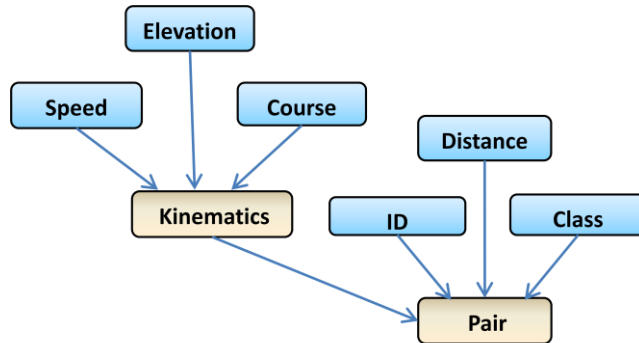 Elevation
Speed
Course
Distance
Kinematics
ID
Class
Pair